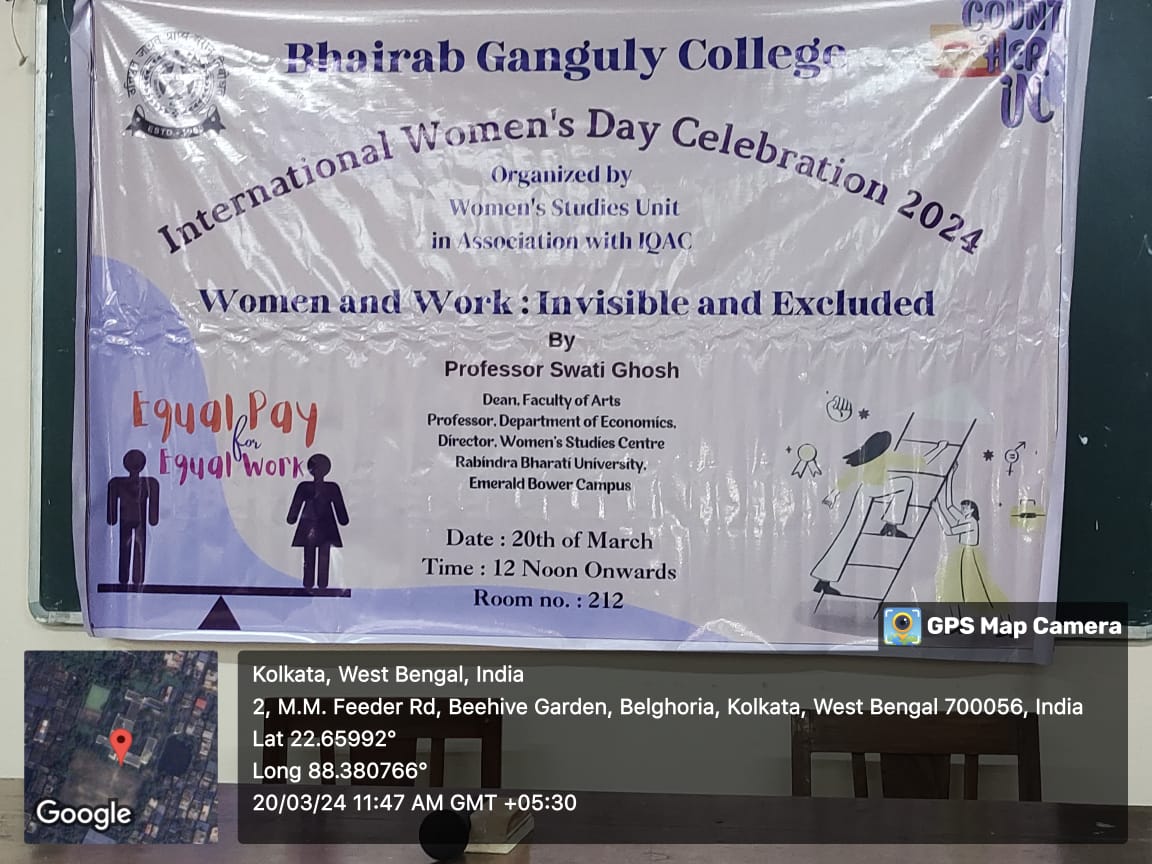 Bhairab Ganguly College
COUNT
HER
IN
ESTD - 196
International Women's Day Celebration 2024
Organized by
Women's Studies Unit
in Association with IQAC
Women and Work : Invisible and Excluded
By
Professor Swati Ghosh
Dean, Faculty of Arts
Professor, Department of Economics,
Director, Women's Studies Centre
Rabindra Bharati University,
Emerald Bower Campus
Equal Pay
for
Equal Work
Date : 20th of March
Time : 12 Noon Onwards
Room no. : 212
GPS Map Camera
Kolkata, West Bengal, India
2, M.M. Feeder Rd, Beehive Garden, Belghoria, Kolkata, West Bengal 700056, India
Lat 22.65992°
Long 88.380766°
20/03/24 11:47 AM GMT +05:30
Google